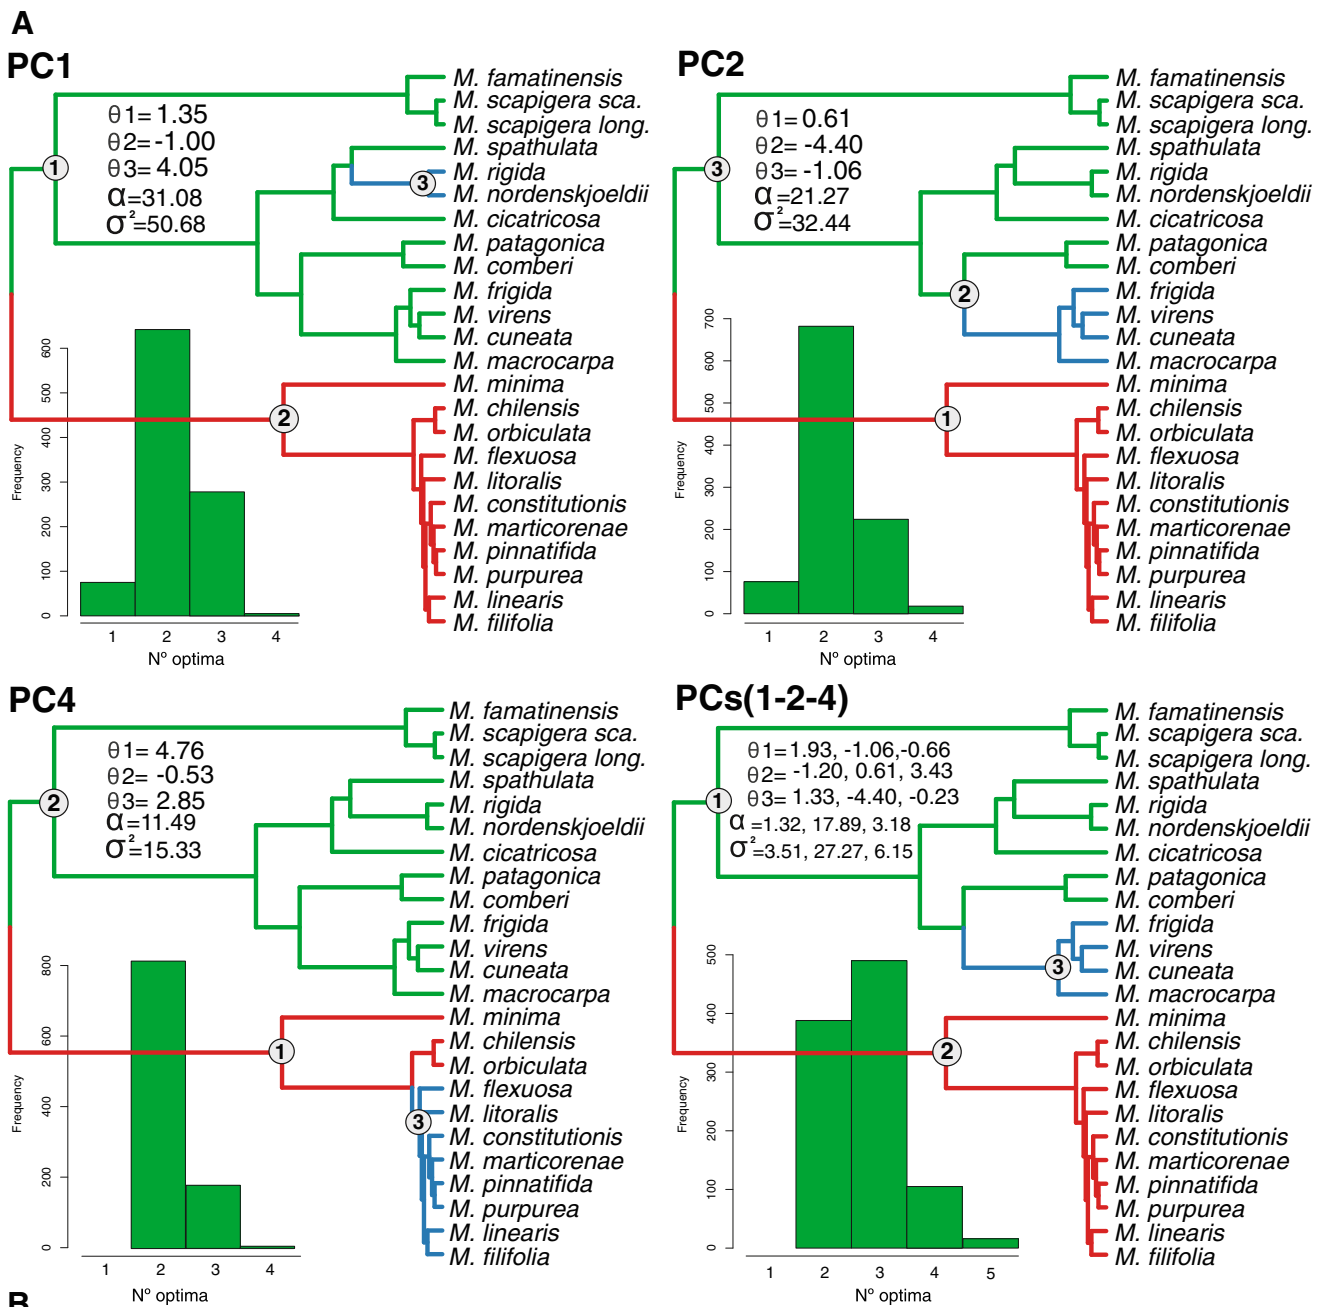 A
PC1
θ1= 1.35
θ2= -1.00
θ3= 4.05
α=31.08
σ²=50.68
1
2
3
M. famatinensis
M. scapigera sca.
M. scapigera long.
M. spathulata
M. rigida
M. nordenskjoeldii
M. cicatricosa
M. patagonica
M. comberi
M. frigida
M. virens
M. cuneata
M. macrocarpa
M. minima
M. chilensis
M. orbiculata
M. flexuosa
M. litoralis
M. constitutionis
M. marticorenae
M. pinnatifida
M. purpurea
M. linearis
M. filifolia
Frequency
600
500
400
300
200
100
0
1 2 3 4
Nº optima
PC2
θ1= 0.61
θ2= -4.40
θ3= -1.06
α=21.27
σ²=32.44
3
2
1
M. famatinensis
M. scapigera sca.
M. scapigera long.
M. spathulata
M. rigida
M. nordenskjoeldii
M. cicatricosa
M. patagonica
M. comberi
M. frigida
M. virens
M. cuneata
M. macrocarpa
M. minima
M. chilensis
M. orbiculata
M. flexuosa
M. litoralis
M. constitutionis
M. marticorenae
M. pinnatifida
M. purpurea
M. linearis
M. filifolia
Frequency
700
600
500
400
300
200
100
0
1 2 3 4
Nº optima
PC4
θ1= 4.76
θ2= -0.53
θ3= 2.85
α=11.49
σ²=15.33
2
1
3
M. famatinensis
M. scapigera sca.
M. scapigera long.
M. spathulata
M. rigida
M. nordenskjoeldii
M. cicatricosa
M. patagonica
M. comberi
M. frigida
M. virens
M. cuneata
M. macrocarpa
M. minima
M. chilensis
M. orbiculata
M. flexuosa
M. litoralis
M. constitutionis
M. marticorenae
M. pinnatifida
M. purpurea
M. linearis
M. filifolia
Frequency
800
600
400
200
0
1 2 3 4
Nº optima
PCs(1-2-4)
θ1= 1.93, -1.06,-0.66
θ2= -1.20, 0.61, 3.43
θ3= 1.33, -4.40, -0.23
α =1.32, 17.89, 3.18
σ²=3.51, 27.27, 6.15
1
3
2
M. famatinensis
M. scapigera sca.
M. scapigera long.
M. spathulata
M. rigida
M. nordenskjoeldii
M. cicatricosa
M. patagonica
M. comberi
M. frigida
M. virens
M. cuneata
M. macrocarpa
M. minima
M. chilensis
M. orbiculata
M. flexuosa
M. litoralis
M. constitutionis
M. marticorenae
M. pinnatifida
M. purpurea
M. linearis
M. filifolia
Frequency
500
400
300
200
100
0
1 2 3 4 5
Nº optima
B